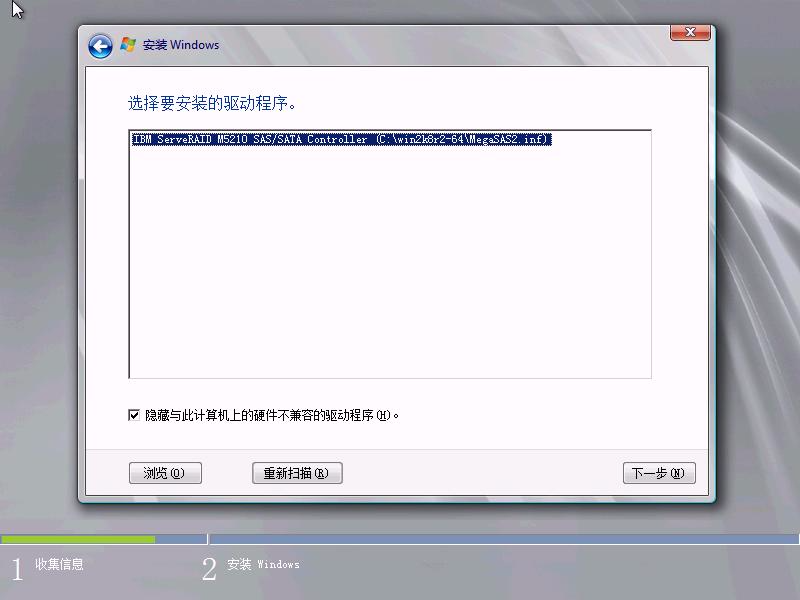 安装 Windows
选择要安装的驱动程序。
IBM ServeRAID M5210 SAS/SATA Controller (C:\win2k8r2-64\MegaSAS2.inf)
隐藏与此计算机上的硬件不兼容的驱动程序(H)。
浏览(O) 重新扫描(R) 下一步(N)
1 收集信息 2 安装 Windows